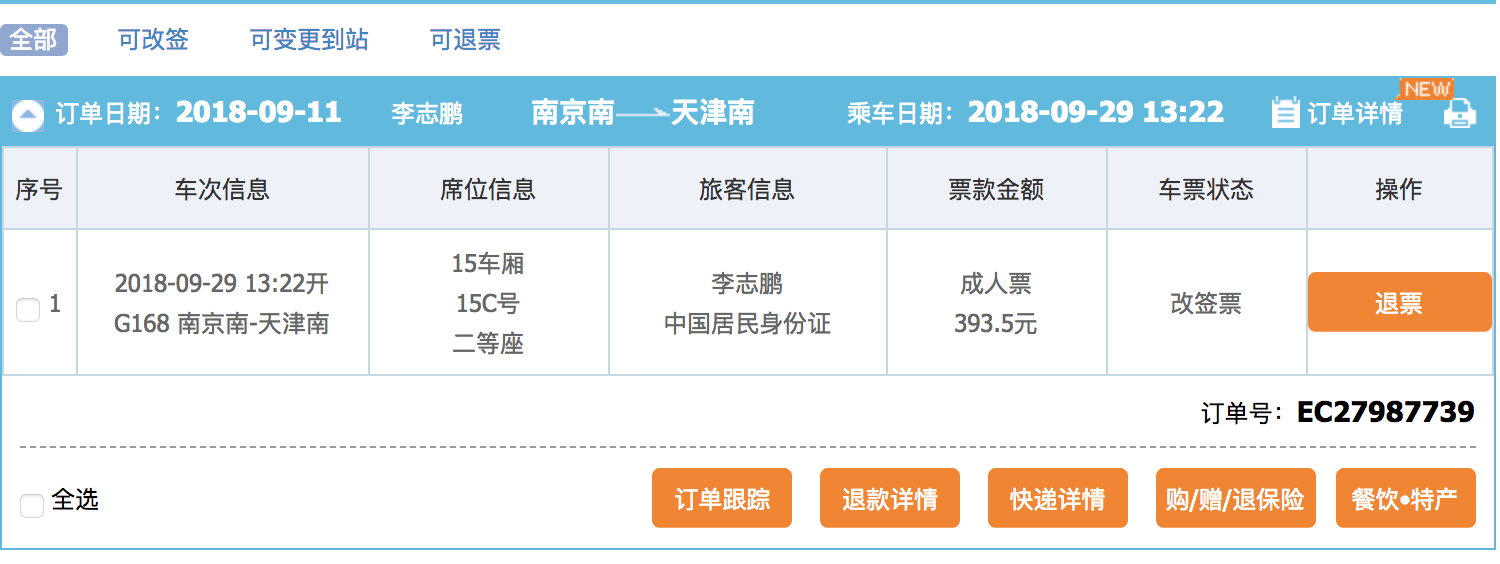 全部 可改签 可变更到站 可退票
NEW
订单日期：2018-09-11 李志鹏 南京南 天津南 乘车日期：2018-09-29 13:22 订单详情
序号 车次信息 席位信息 旅客信息 票款金额 车票状态 操作
1
2018-09-29 13:22开
G168 南京南-天津南
15车厢
15C号
二等座
李志鹏
中国居民身份证
成人票
393.5元
改签票
退票
订单号：EC27987739
全选 订单跟踪 退款详情 快递详情 购/赠/退保险 餐饮•特产